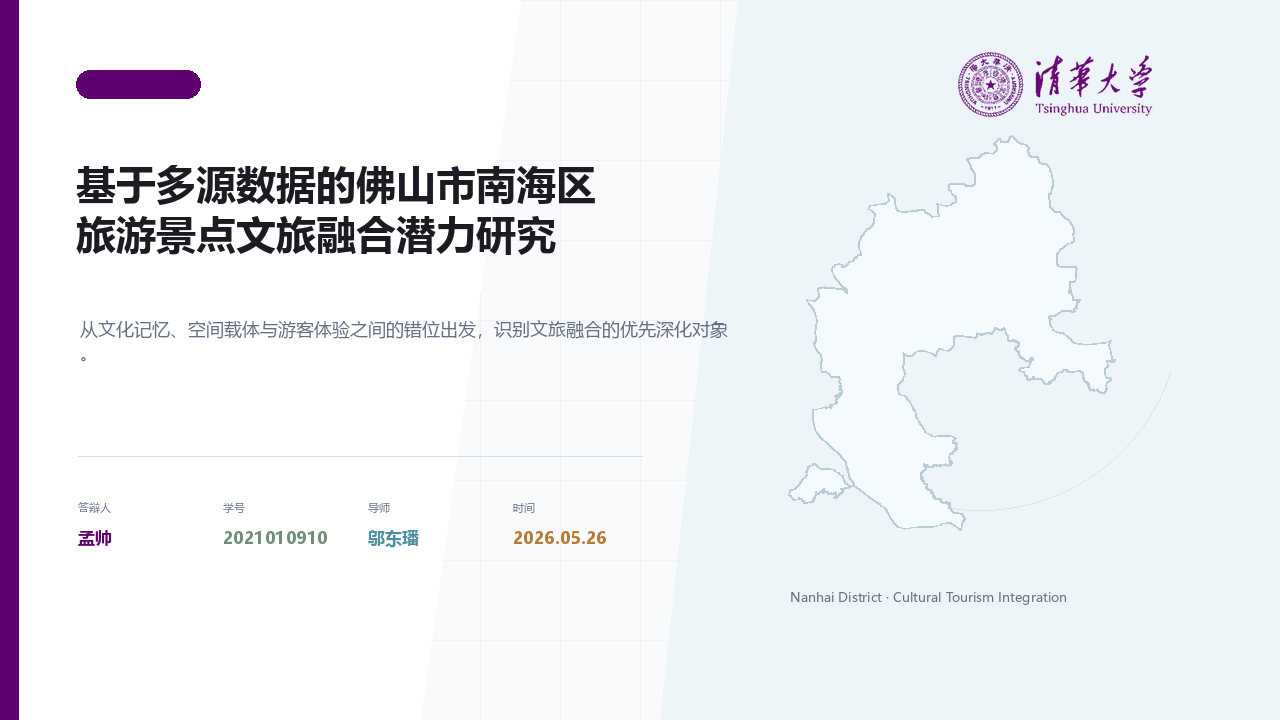 清華大学
Tsinghua University
基于多源数据的佛山市南海区
旅游景点文旅融合潜力研究
从文化记忆、空间载体与游客体验之间的错位出发，识别文旅融合的优先深化对象
。
答辩人
学号
导师
时间
孟帅
2021010910
邬东璠
2026.05.26
Nanhai District · Cultural Tourism Integration